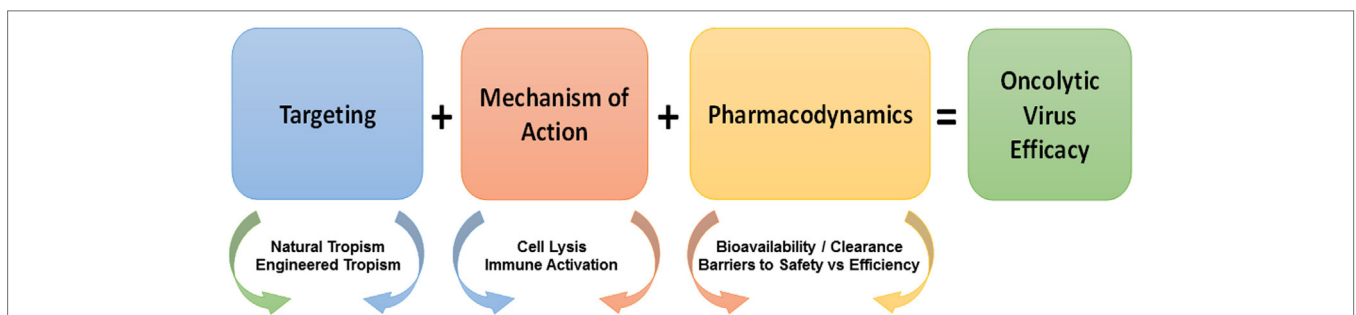 Targeting
+
Mechanism of
Action
+
Pharmacodynamics
=
Oncolytic
Virus
Efficacy
Natural Tropism
Engineered Tropism
Cell Lysis
Immune Activation
Bioavailability / Clearance
Barriers to Safety vs Efficiency